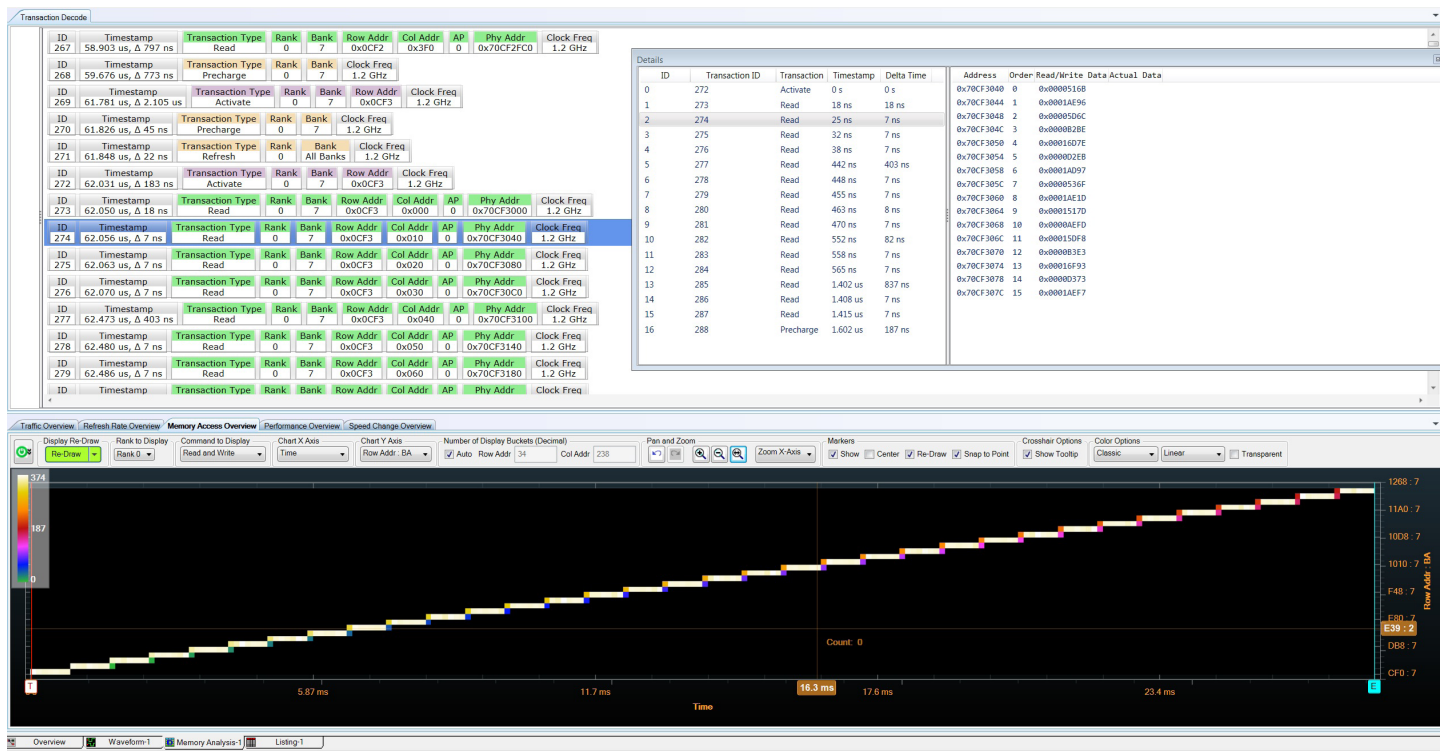 Transaction Decode
ID Timestamp Transaction Type Rank Bank Row Addr Col Addr AP Phy Addr Clock Freq
267 58.903 us, Δ 797 ns Read 0 7 0x0CF2 0x3F0 0 0x70CF2FC0 1.2 GHz
ID Timestamp Transaction Type Rank Bank Clock Freq
268 59.676 us, Δ 773 ns Precharge 0 7 1.2 GHz
ID Timestamp Transaction Type Rank Bank Row Addr Clock Freq
269 61.781 us, Δ 2.105 us Activate 0 7 0x0CF3 1.2 GHz
ID Timestamp Transaction Type Rank Bank Clock Freq
270 61.826 us, Δ 45 ns Precharge 0 7 1.2 GHz
ID Timestamp Transaction Type Rank Bank Clock Freq
271 61.848 us, Δ 22 ns Refresh 0 All Banks 1.2 GHz
ID Timestamp Transaction Type Rank Bank Row Addr Clock Freq
272 62.031 us, Δ 183 ns Activate 0 7 0x0CF3 1.2 GHz
ID Timestamp Transaction Type Rank Bank Row Addr Col Addr AP Phy Addr Clock Freq
273 62.050 us, Δ 18 ns Read 0 7 0x0CF3 0x000 0 0x70CF3000 1.2 GHz
ID Timestamp Transaction Type Rank Bank Row Addr Col Addr AP Phy Addr Clock Freq
274 62.056 us, Δ 7 ns Read 0 7 0x0CF3 0x010 0 0x70CF3040 1.2 GHz
ID Timestamp Transaction Type Rank Bank Row Addr Col Addr AP Phy Addr Clock Freq
275 62.063 us, Δ 7 ns Read 0 7 0x0CF3 0x020 0 0x70CF3080 1.2 GHz
ID Timestamp Transaction Type Rank Bank Row Addr Col Addr AP Phy Addr Clock Freq
276 62.070 us, Δ 7 ns Read 0 7 0x0CF3 0x030 0 0x70CF30C0 1.2 GHz
ID Timestamp Transaction Type Rank Bank Row Addr Col Addr AP Phy Addr Clock Freq
277 62.473 us, Δ 403 ns Read 0 7 0x0CF3 0x040 0 0x70CF3100 1.2 GHz
ID Timestamp Transaction Type Rank Bank Row Addr Col Addr AP Phy Addr Clock Freq
278 62.480 us, Δ 7 ns Read 0 7 0x0CF3 0x050 0 0x70CF3140 1.2 GHz
ID Timestamp Transaction Type Rank Bank Row Addr Col Addr AP Phy Addr Clock Freq
279 62.486 us, Δ 7 ns Read 0 7 0x0CF3 0x060 0 0x70CF3180 1.2 GHz
ID Timestamp Transaction Type Rank Bank Row Addr Col Addr AP Phy Addr Clock Freq
Details
ID Transaction ID Transaction Timestamp Delta Time
0 272 Activate 0 s 0 s
1 273 Read 18 ns 18 ns
2 274 Read 25 ns 7 ns
3 275 Read 32 ns 7 ns
4 276 Read 38 ns 7 ns
5 277 Read 442 ns 403 ns
6 278 Read 448 ns 7 ns
7 279 Read 455 ns 7 ns
8 280 Read 463 ns 8 ns
9 281 Read 470 ns 7 ns
10 282 Read 552 ns 82 ns
11 283 Read 558 ns 7 ns
12 284 Read 565 ns 7 ns
13 285 Read 1.402 us 837 ns
14 286 Read 1.408 us 7 ns
15 287 Read 1.415 us 7 ns
16 288 Precharge 1.602 us 187 ns
Address Order Read/Write Data Actual Data
0x70CF3040 0 0x0000516B
0x70CF3044 1 0x0001AE96
0x70CF3048 2 0x00005D6C
0x70CF304C 3 0x0000B2BE
0x70CF3050 4 0x00016D7E
0x70CF3054 5 0x0000D2EB
0x70CF3058 6 0x0001AD97
0x70CF305C 7 0x0000536F
0x70CF3060 8 0x0001AE1D
0x70CF3064 9 0x0001517D
0x70CF3068 10 0x0000AEFD
0x70CF306C 11 0x00015DF8
0x70CF3070 12 0x0000B3E3
0x70CF3074 13 0x00016F93
0x70CF3078 14 0x0000D373
0x70CF307C 15 0x0001AEF7
Traffic Overview Refresh Rate Overview Memory Access Overview Performance Overview Speed Change Overview
Display Re-Draw Rank to Display Command to Display Chart X Axis Chart Y Axis Number of Display Buckets (Decimal) Pan and Zoom Markers Crosshair Options Color Options
Re-Draw Rank 0 Read and Write Time Row Addr : BA Auto Row Addr 34 Col Addr 238 Zoom X-Axis Show Center Re-Draw Snap to Point Show Tooltip Classic Linear Transparent
374
187
0
1268 : 7
11A0 : 7
10D8 : 7
1010 : 7
F48 : 7
E80 : 7
E39 : 2
DB8 : 7
CF0 : 7
Row Addr : BA
Count: 0
T
5.87 ms 11.7 ms 16.3 ms 17.6 ms 23.4 ms
E
Time
Overview Waveform-1 Memory Analysis-1 Listing-1